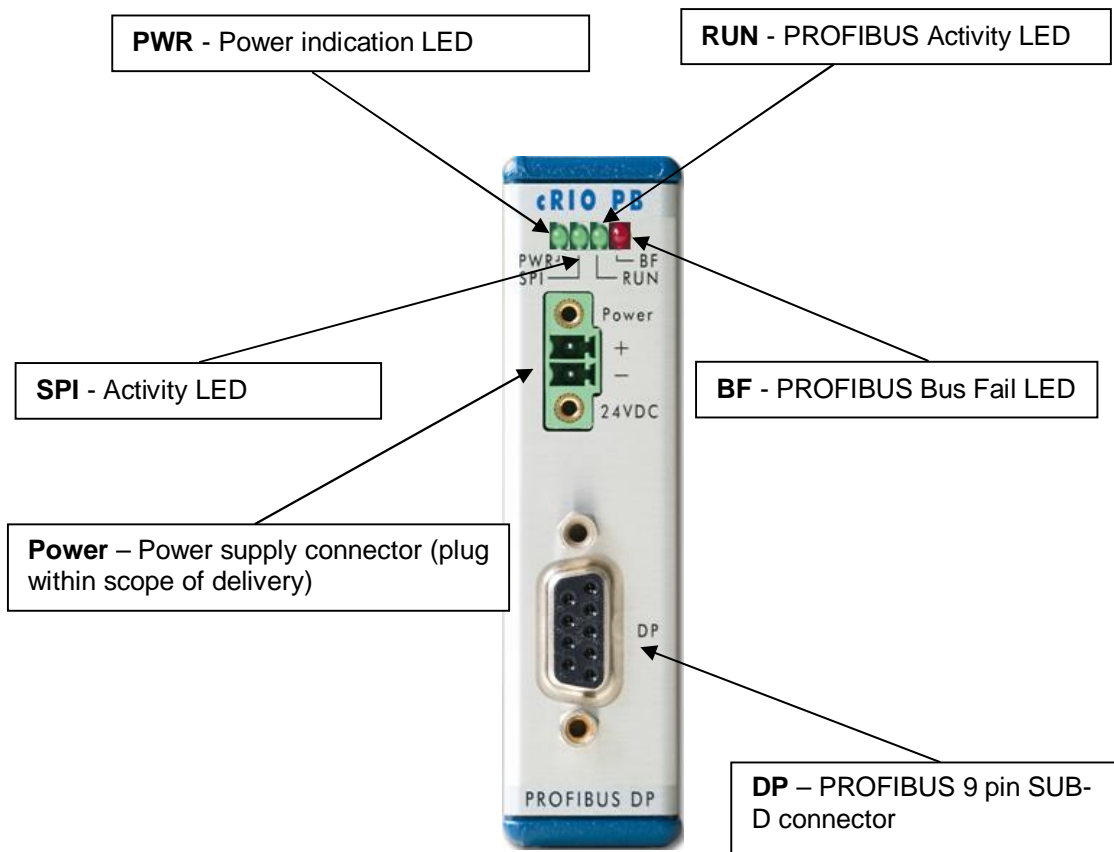 PWR - Power indication LED
RUN - PROFIBUS Activity LED
cRIO PB
PWR
BF
SPI
RUN
Power
+
−
24VDC
SPI - Activity LED
BF - PROFIBUS Bus Fail LED
Power – Power supply connector (plug
within scope of delivery)
DP
DP – PROFIBUS 9 pin SUB-
D connector
PROFIBUS DP